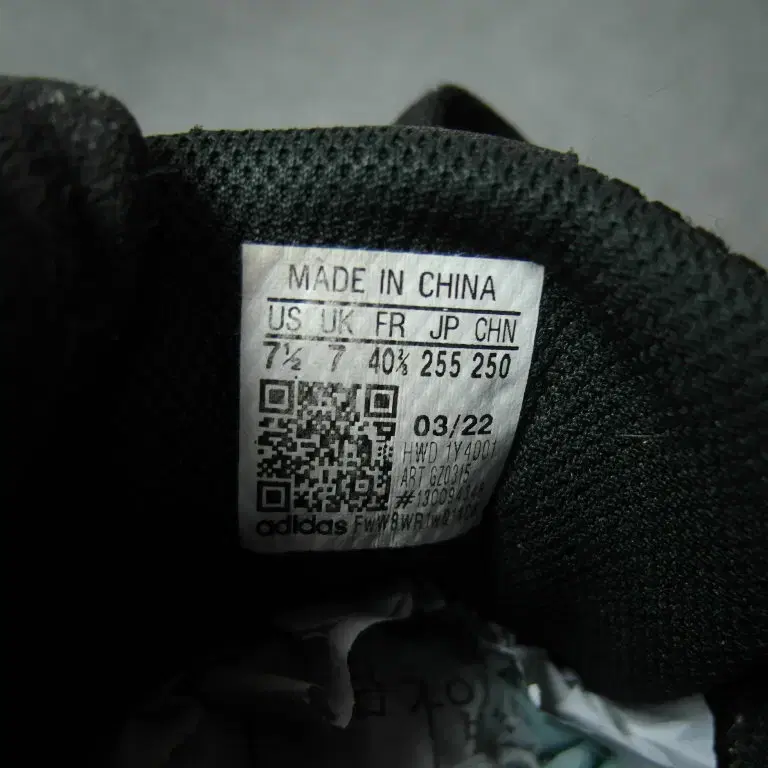 MADE IN CHINA
US UK FR JP CHN
7½ 7 40⅔ 255 250
03/22
HWD 1Y4001
ART GZ0315
adidas